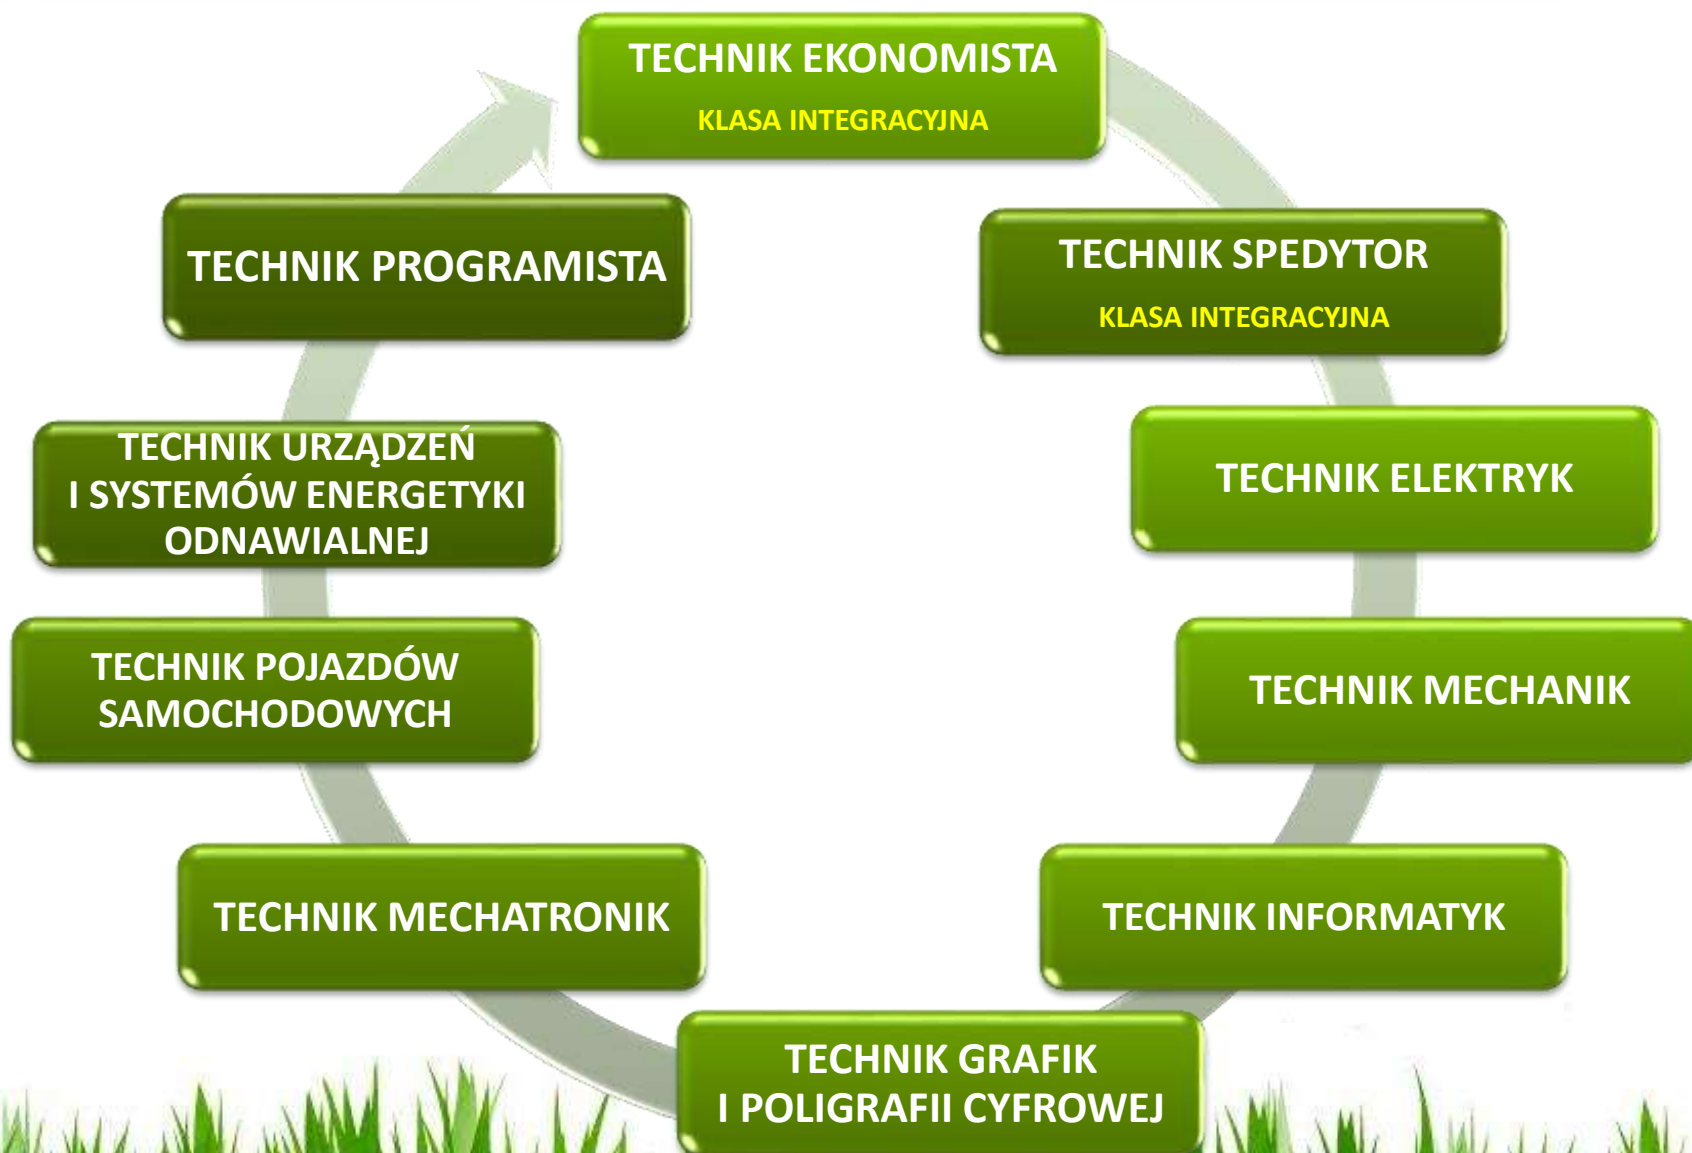 TECHNIK EKONOMISTA
KLASA INTEGRACYJNA
TECHNIK SPEDYTOR
KLASA INTEGRACYJNA
TECHNIK ELEKTRYK
TECHNIK MECHANIK
TECHNIK INFORMATYK
TECHNIK GRAFIK
I POLIGRAFII CYFROWEJ
TECHNIK MECHATRONIK
TECHNIK POJAZDÓW
SAMOCHODOWYCH
TECHNIK URZĄDZEŃ
I SYSTEMÓW ENERGETYKI
ODNAWIALNEJ
TECHNIK PROGRAMISTA